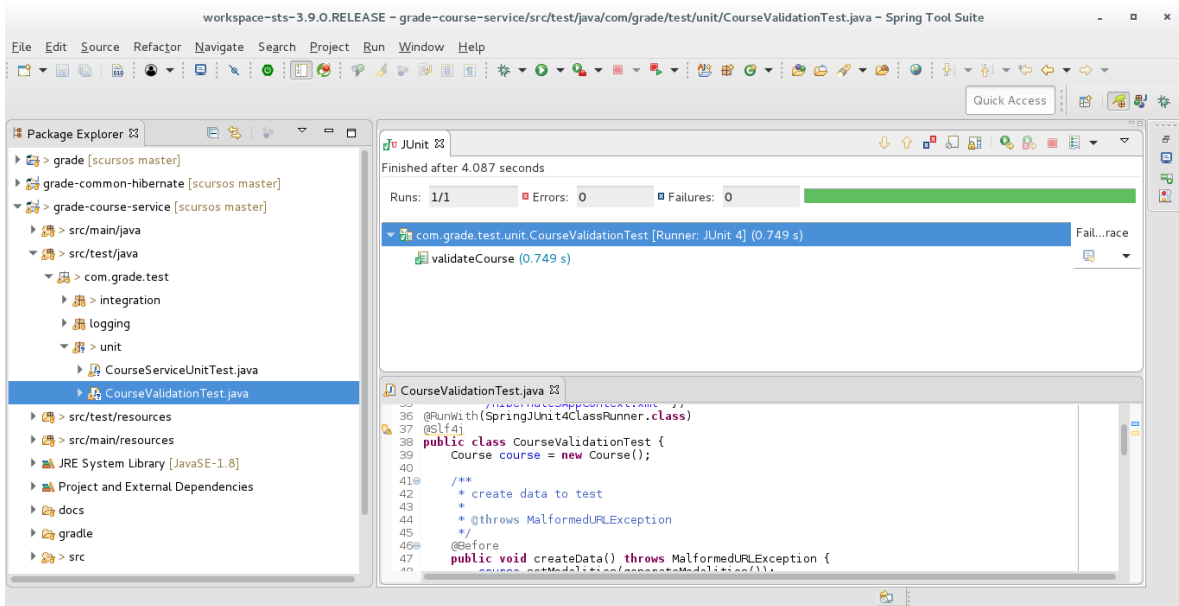 workspace-sts-3.9.0.RELEASE – grade-course-service/src/test/java/com/grade/test/unit/CourseValidationTest.java – Spring Tool Suite
File Edit Source Refactor Navigate Search Project Run Window Help
Quick Access
Package Explorer
> grade [scursos master]
grade-common-hibernate [scursos master]
> grade-course-service [scursos master]
> src/main/java
> src/test/java
> com.grade.test
> integration
logging
> unit
CourseServiceUnitTest.java
CourseValidationTest.java
> src/test/resources
> src/main/resources
JRE System Library [JavaSE-1.8]
Project and External Dependencies
docs
gradle
> src
JUnit
Finished after 4.087 seconds
Runs: 1/1 Errors: 0 Failures: 0
com.grade.test.unit.CourseValidationTest [Runner: JUnit 4] (0.749 s)
validateCourse (0.749 s)
Fail...race
CourseValidationTest.java
36 @RunWith(SpringJUnit4ClassRunner.class)
37 @Slf4j
38 public class CourseValidationTest {
39 Course course = new Course();
40
41 /**
42 * create data to test
43 *
44 * @throws MalformedURLException
45 */
46 @Before
47 public void createData() throws MalformedURLException {